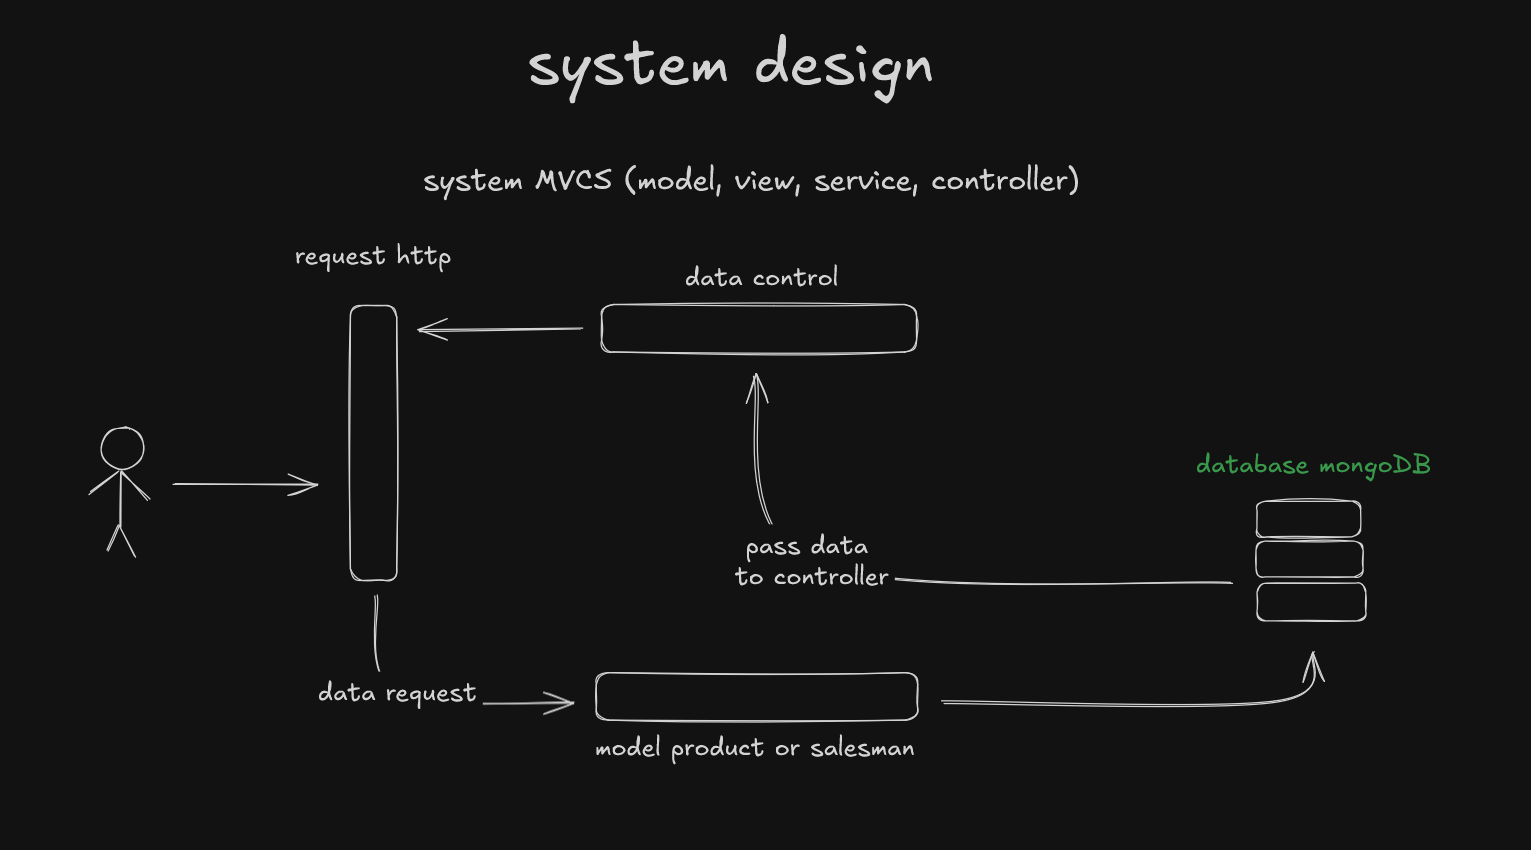 system design
system MVCS (model, view, service, controller)
request http
data control
database mongoDB
pass data
to controller
data request
model product or salesman